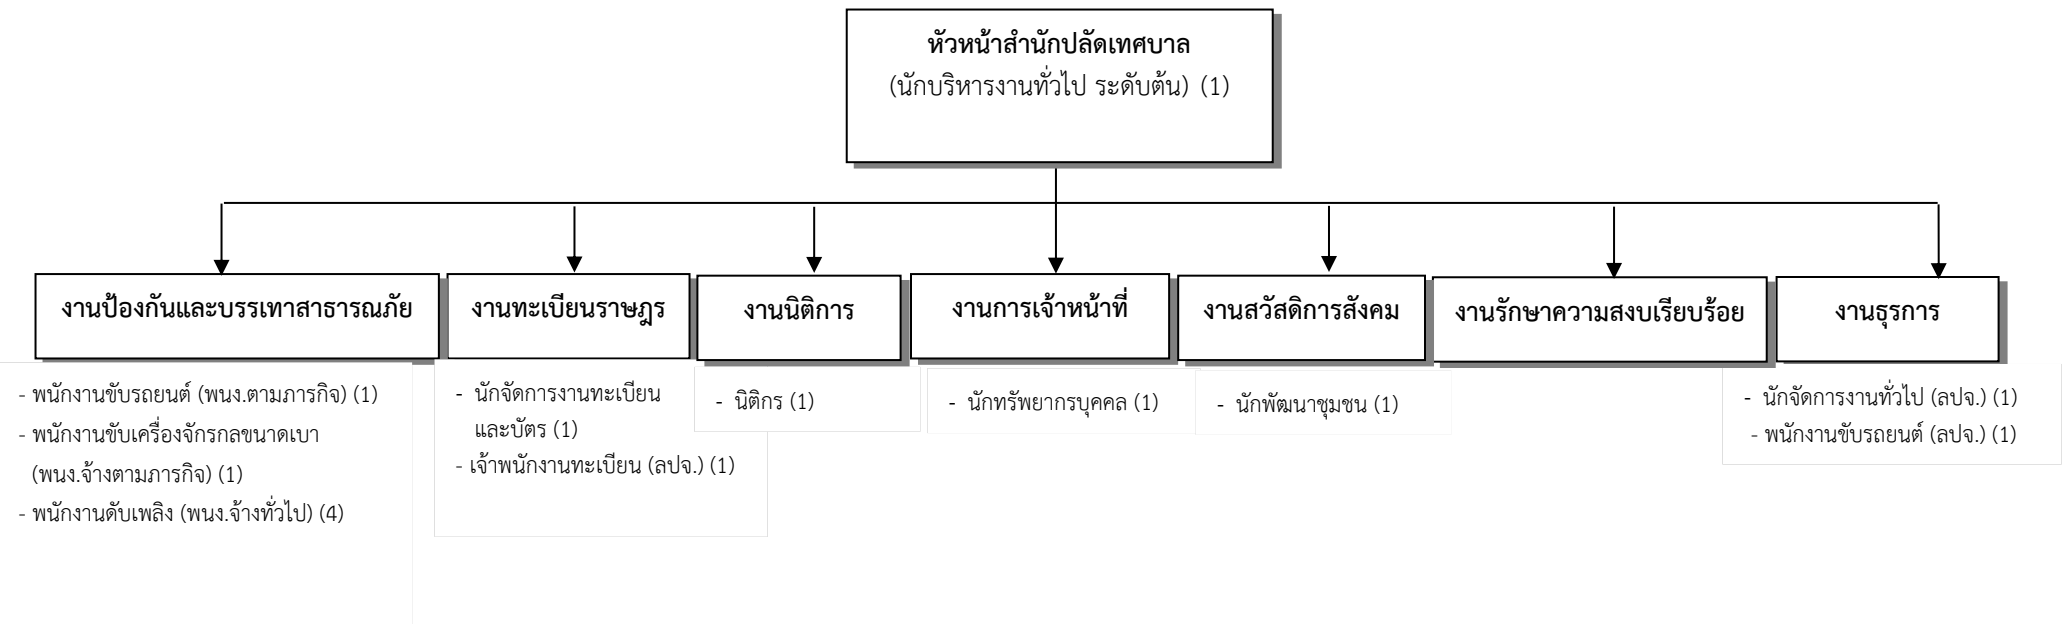 หัวหน้าสำนักปลัดเทศบาล
(นักบริหารงานทั่วไป ระดับต้น) (1)
งานป้องกันและบรรเทาสาธารณภัย
- พนักงานขับรถยนต์ (พนง.ตามภารกิจ) (1)
- พนักงานขับเครื่องจักรกลขนาดเบา
(พนง.จ้างตามภารกิจ) (1)
- พนักงานดับเพลิง (พนง.จ้างทั่วไป) (4)
งานทะเบียนราษฎร
- นักจัดการงานทะเบียน
และบัตร (1)
- เจ้าพนักงานทะเบียน (ลปจ.) (1)
งานนิติการ
- นิติกร (1)
งานการเจ้าหน้าที่
- นักทรัพยากรบุคคล (1)
งานสวัสดิการสังคม
- นักพัฒนาชุมชน (1)
งานรักษาความสงบเรียบร้อย
งานธุรการ
- นักจัดการงานทั่วไป (ลปจ.) (1)
- พนักงานขับรถยนต์ (ลปจ.) (1)